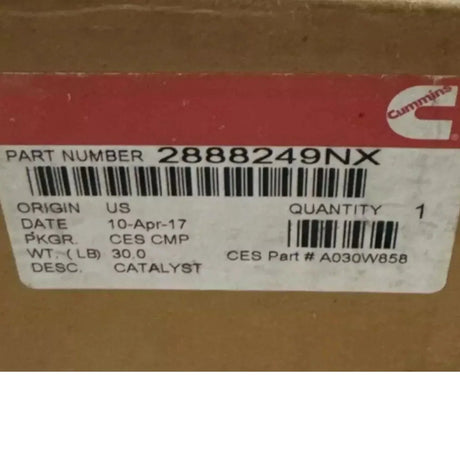 Cummins
PART NUMBER 2888249NX
ORIGIN US QUANTITY 1
DATE 10-Apr-17
PKGR. CES CMP
WT. (LB) 30.0 CES Part # A030W858
DESC. CATALYST